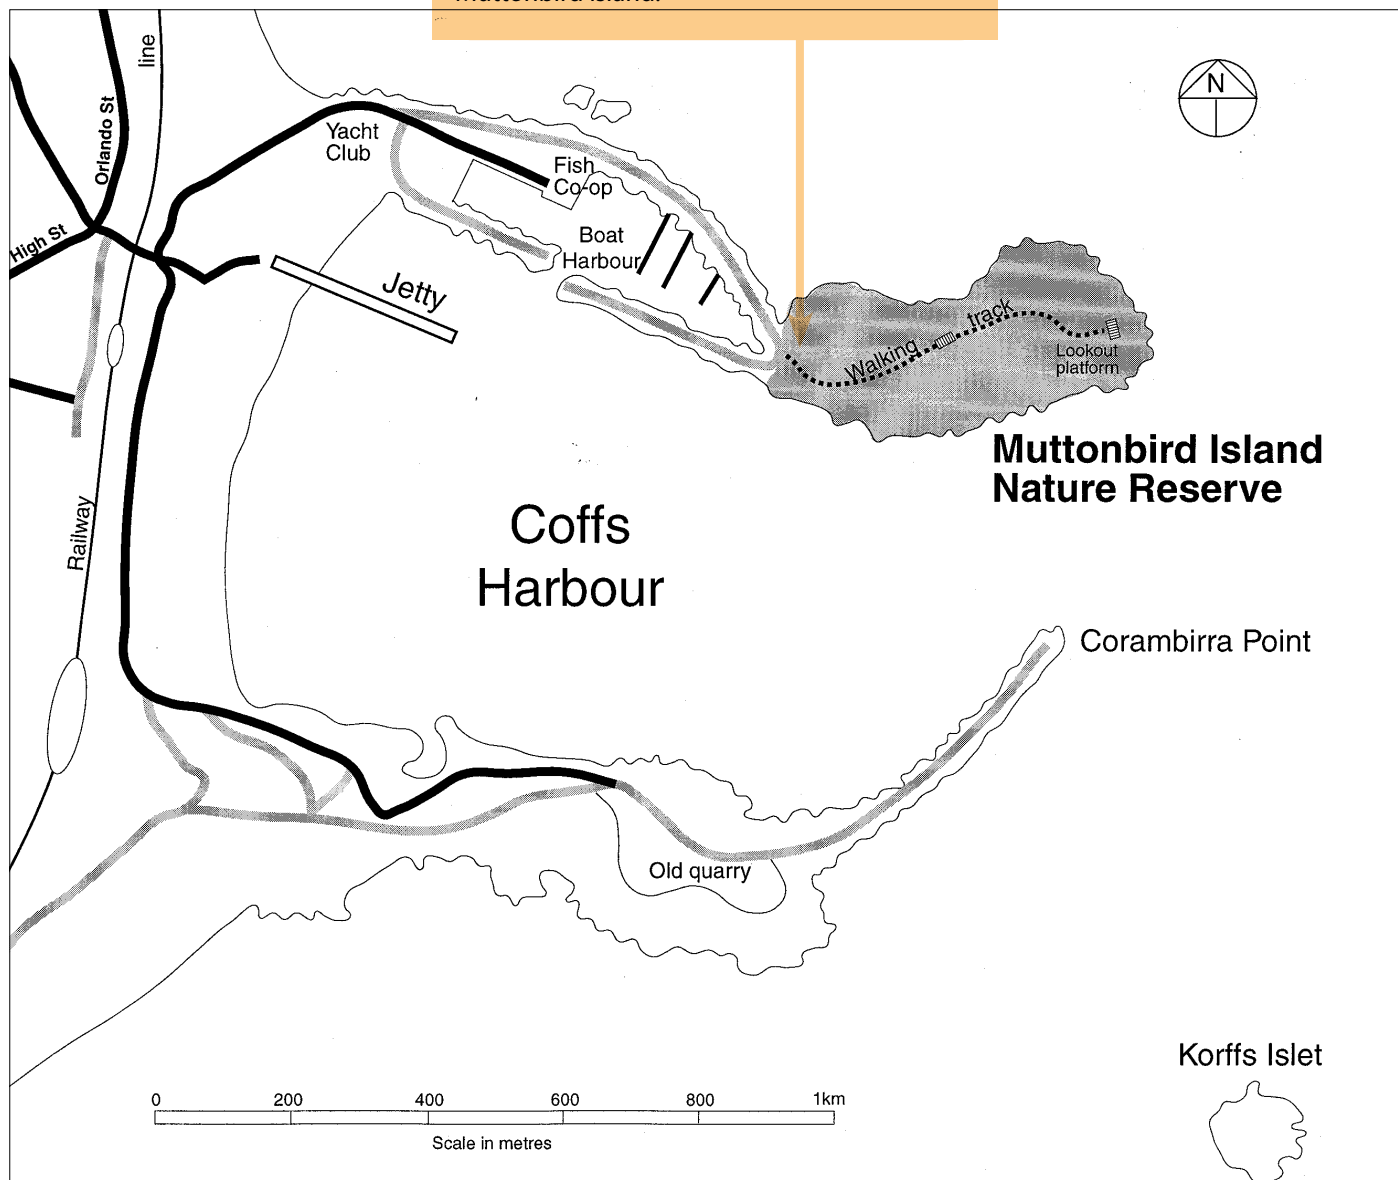 Muttonbird Island.
line
N
Orlando St
Yacht
Club
Fish
Co-op
High St
Boat
Harbour
Jetty
Walking track
Lookout
platform
Muttonbird Island
Nature Reserve
Railway
Coffs
Harbour
Corambirra Point
Old quarry
Korffs Islet
0 200 400 600 800 1km
Scale in metres